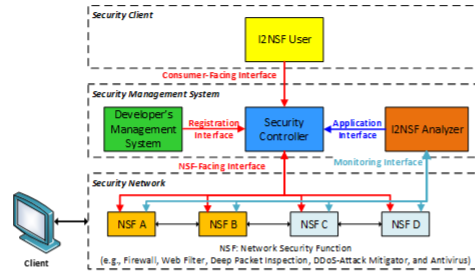 Security Client
I2NSF User
Consumer-Facing Interface
Security Management System
Developer's
Management
System
Registration
Interface
Security
Controller
Application
Interface
I2NSF Analyzer
NSF-Facing Interface
Monitoring Interface
Security Network
NSF A
NSF B
NSF C
NSF D
Client
NSF: Network Security Function
(e.g., Firewall, Web Filter, Deep Packet Inspection, DDoS-Attack Mitigator, and Antivirus)